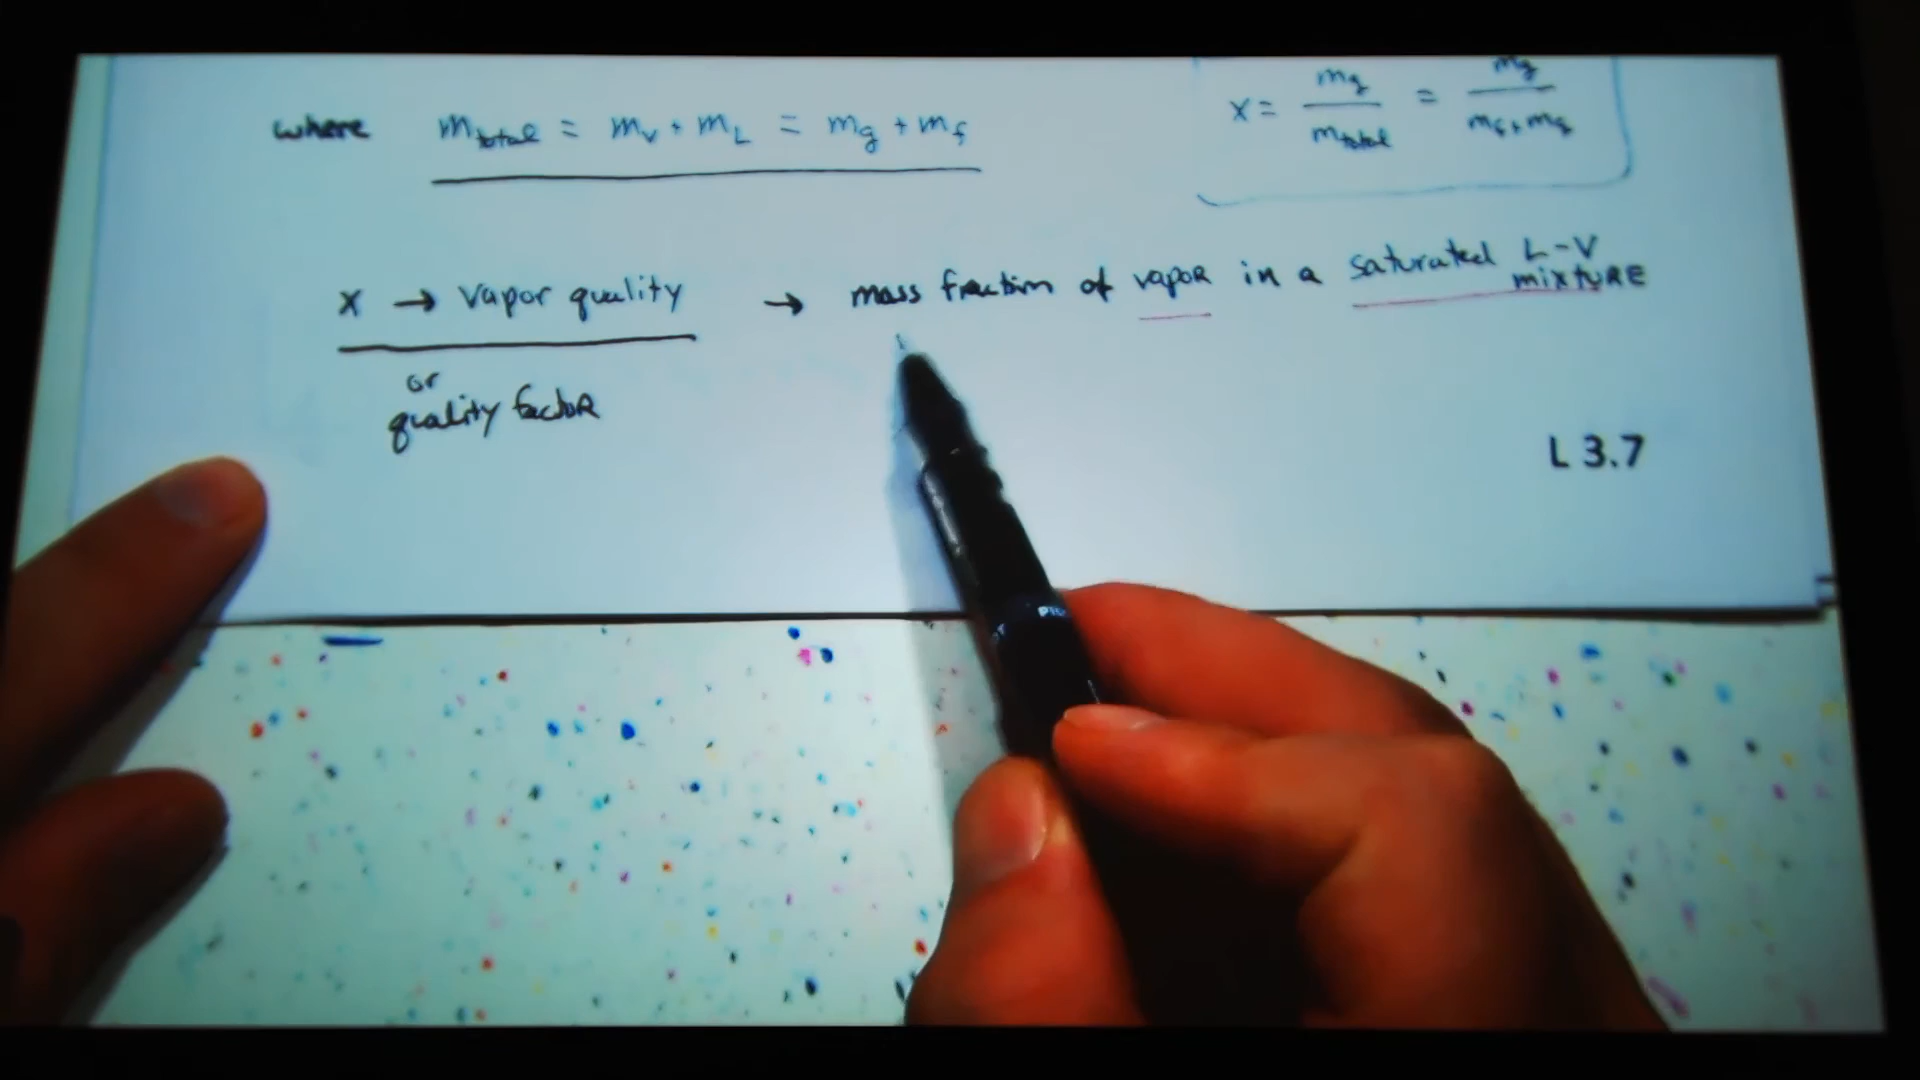 where m_total = m_v + m_L = m_g + m_f
x = m_g / m_total = m_g / m_f + m_g
x → vapor quality → mass fraction of vapoR in a saturated L-V mixtuRE
or
quality factoR
L 3.7